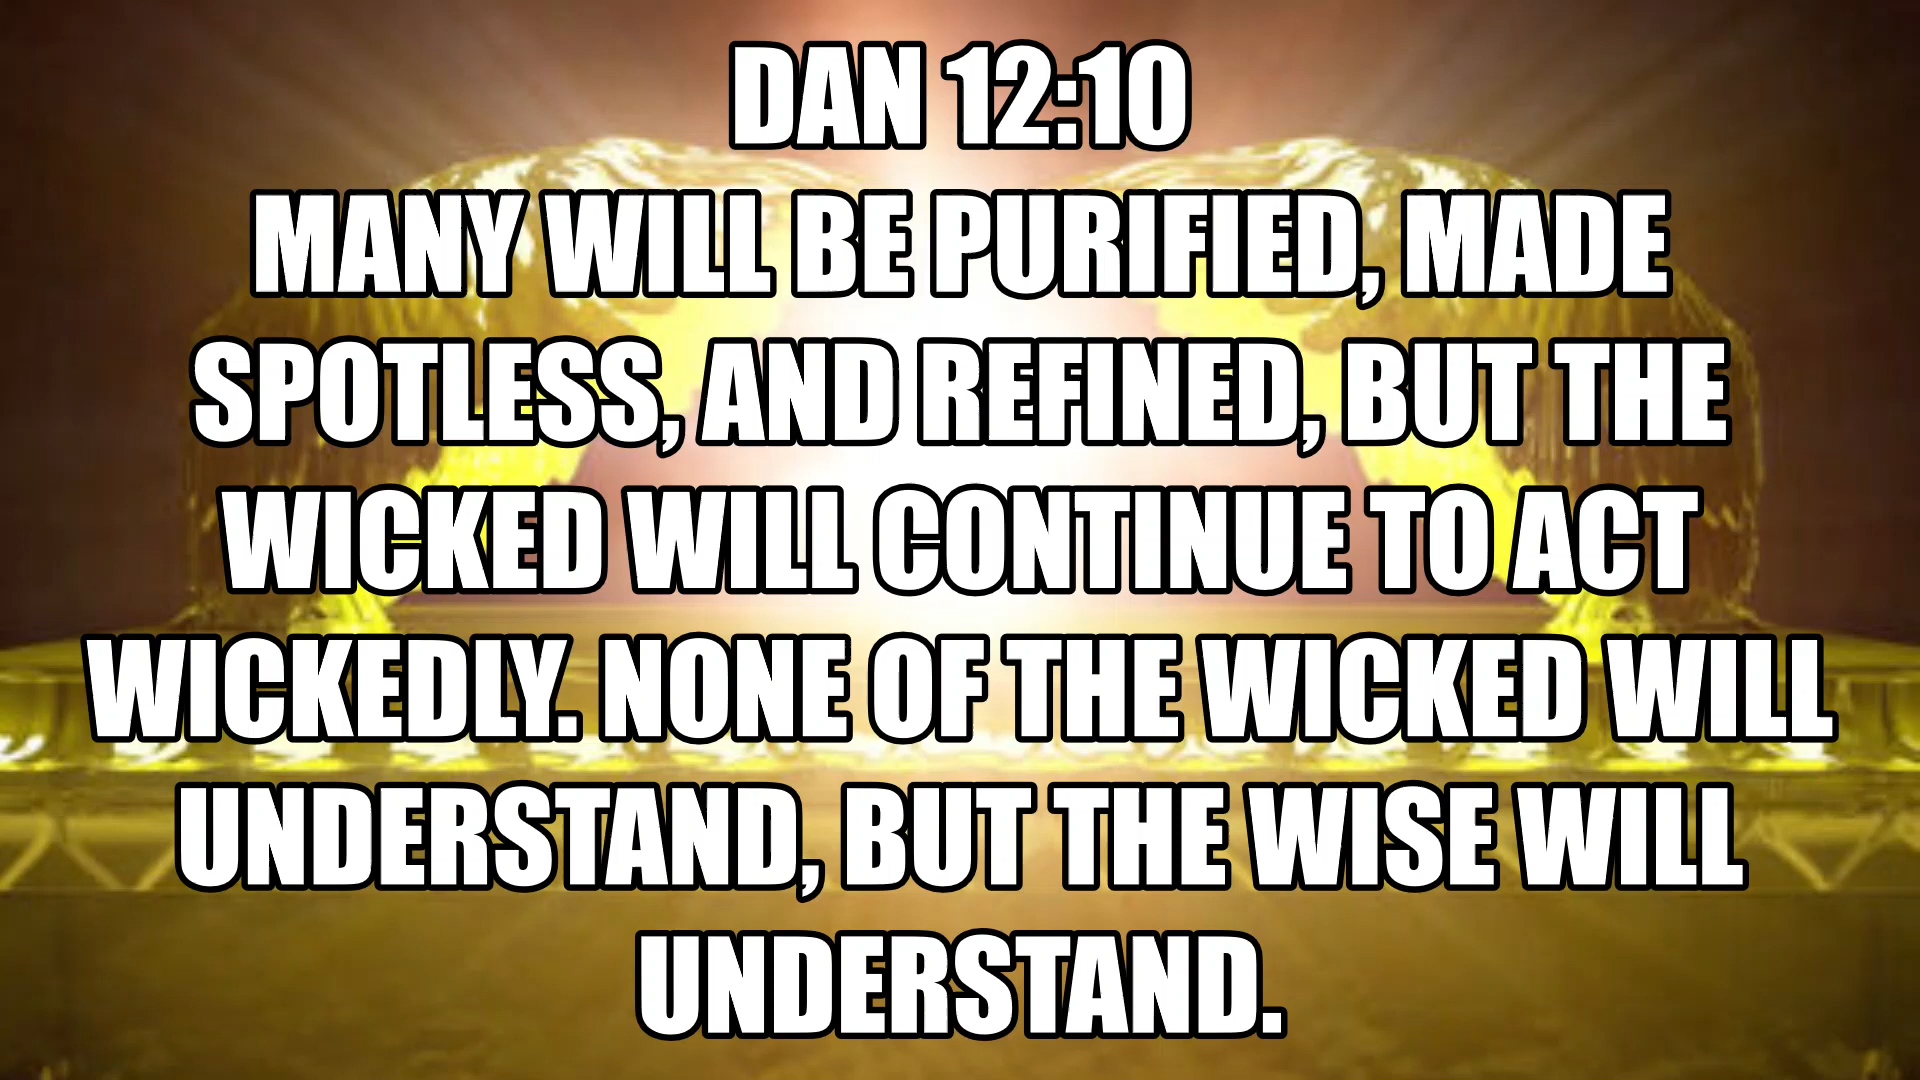 DAN 12:10
MANY WILL BE PURIFIED, MADE
SPOTLESS, AND REFINED, BUT THE
WICKED WILL CONTINUE TO ACT
WICKEDLY. NONE OF THE WICKED WILL
UNDERSTAND, BUT THE WISE WILL
UNDERSTAND.